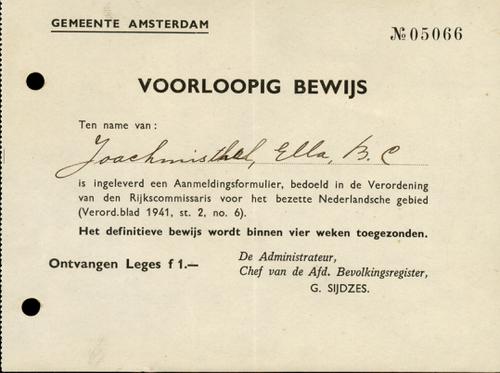 GEMEENTE AMSTERDAM
№05066
VOORLOOPIG BEWIJS
Ten name van :
Joachimsthal, Ella, B. C
is ingeleverd een Aanmeldingsformulier, bedoeld in de Verordening
van den Rijkscommissaris voor het bezette Nederlandsche gebied
(Verord.blad 1941, st. 2, no. 6).
Het definitieve bewijs wordt binnen vier weken toegezonden.
Ontvangen Leges f 1.—
De Administrateur,
Chef van de Afd. Bevolkingsregister,
G. SIJDZES.